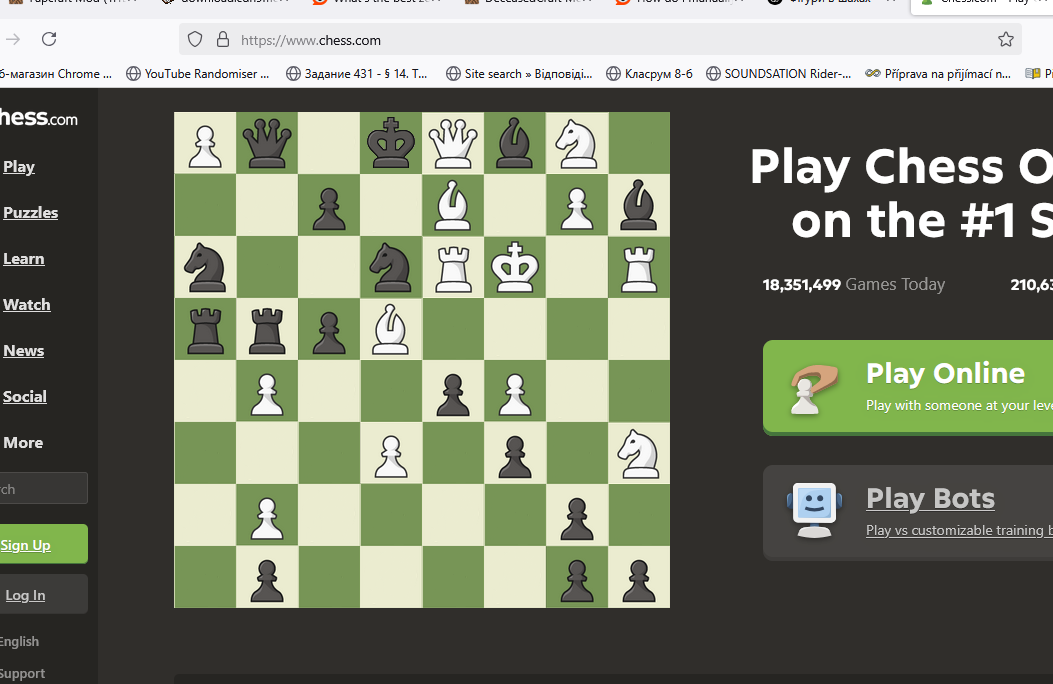 https://www.chess.com
б-магазин Chrome ... YouTube Randomiser ... Задание 431 - § 14. Т... Site search » Відповіді... Класрум 8-б SOUNDSATION Rider-... Příprava na přijímací n...
hess.com
Play
Puzzles
Learn
Watch
News
Social
More
rch
Sign Up
Log In
English
Support
Play Chess O
on the #1 S
18,351,499 Games Today 210,63
Play Online
Play with someone at your leve
Play Bots
Play vs customizable training b